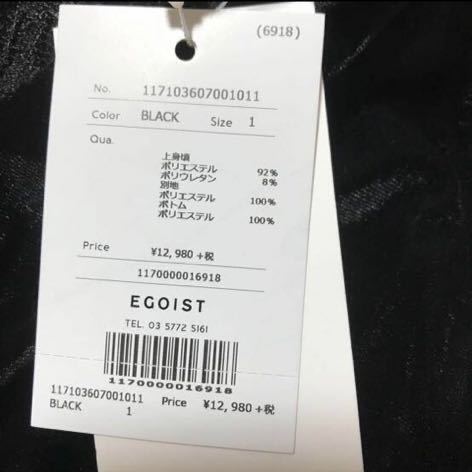 (6918)
No. 117103607001011
Color BLACK Size 1
Qua.
上身頃
ポリエステル 92%
ポリウレタン 8%
別地
ポリエステル 100%
ボトム
ポリエステル 100%
Price ¥12,980 +税
1170000016918
EGOIST
TEL. 03 5772 5161
1170000016918
117103607001011
BLACK 1 Price ¥12,980+税